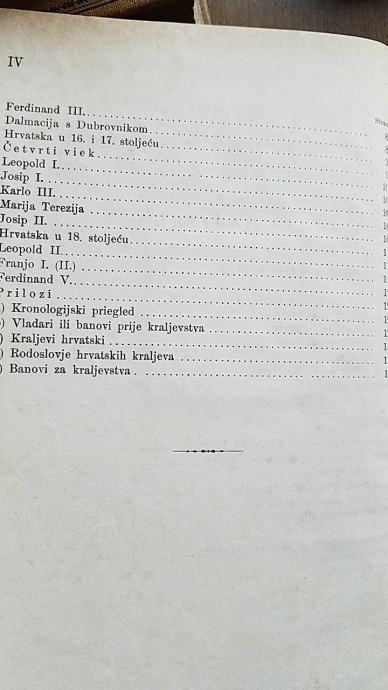 IV
Ferdinand III.
Dalmacija s Dubrovnikom
Hrvatska u 16. i 17. stoljeću
Četvrti viek
Leopold I.
Josip I.
Karlo III.
Marija Terezija
Josip II.
Hrvatska u 18. stoljeću
Leopold II.
Franjo I. (II.)
Ferdinand V.
Prilozi
) Kronologijski priegled
) Vladari ili banovi prije kraljevstva
) Kraljevi hrvatski
) Rodoslovje hrvatskih kraljeva
) Banovi za kraljevstva